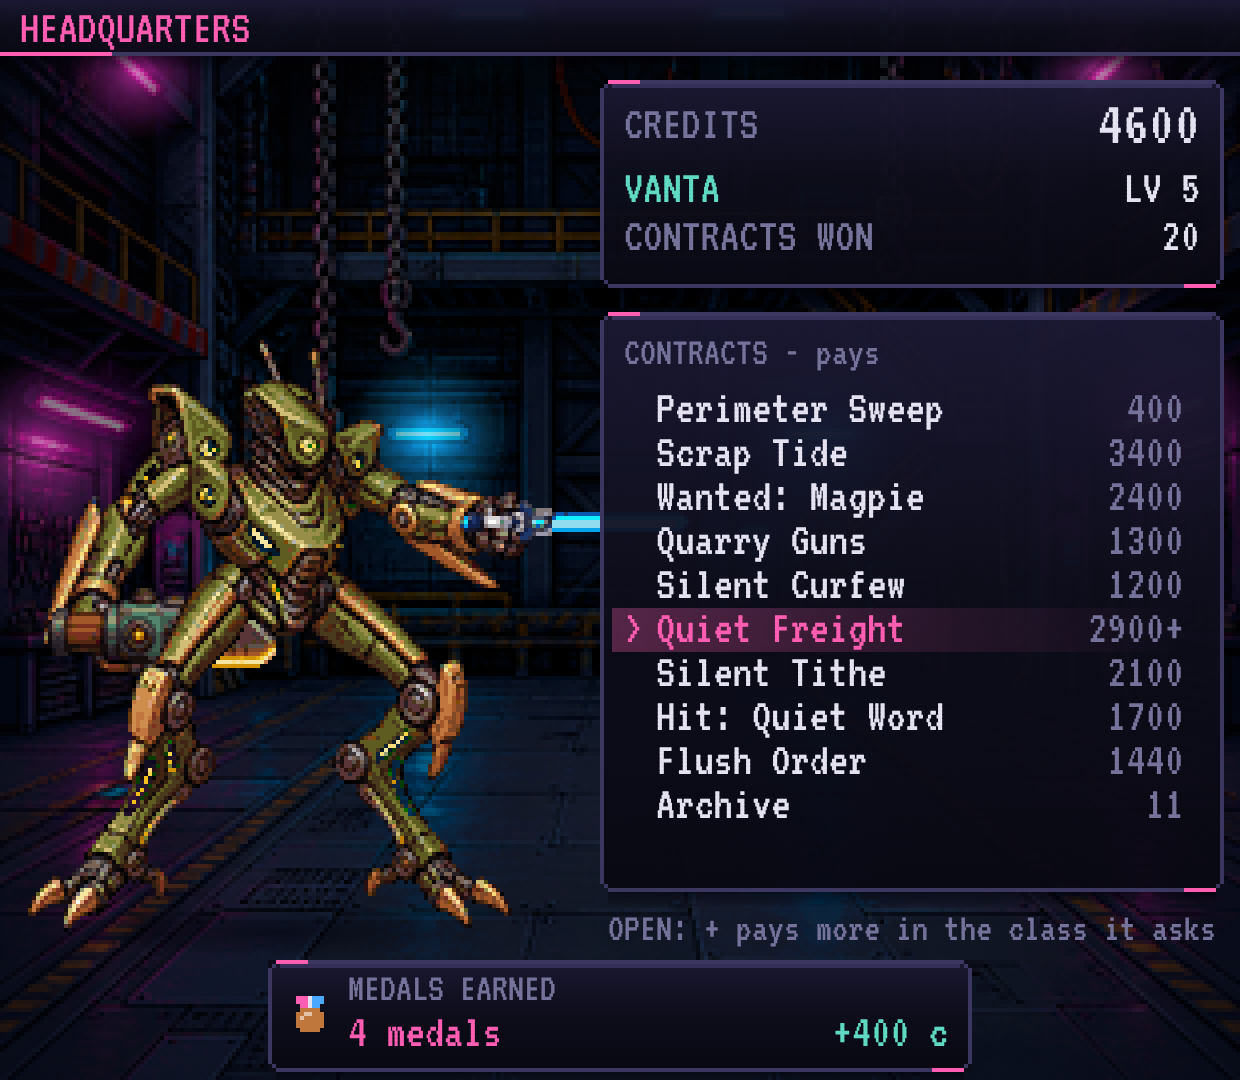 HEADQUARTERS
CREDITS 4600
VANTA LV 5
CONTRACTS WON 20
CONTRACTS - pays
Perimeter Sweep 400
Scrap Tide 3400
Wanted: Magpie 2400
Quarry Guns 1300
Silent Curfew 1200
> Quiet Freight 2900+
Silent Tithe 2100
Hit: Quiet Word 1700
Flush Order 1440
Archive 11
OPEN: + pays more in the class it asks
MEDALS EARNED
4 medals +400 c